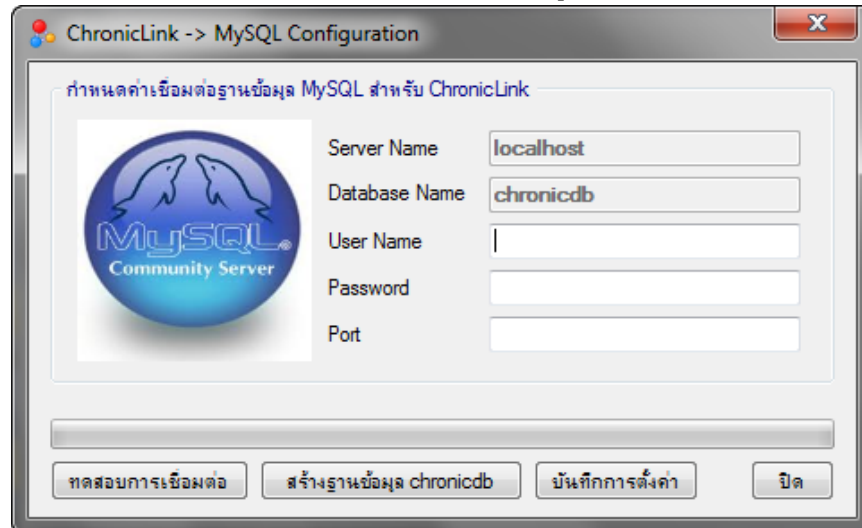 ChronicLink -> MySQL Configuration
กำหนดค่าเชื่อมต่อฐานข้อมูล MySQL สำหรับ ChronicLink
Server Name localhost
Database Name chronicdb
User Name
Password
Port
MySQL®
Community Server
ทดสอบการเชื่อมต่อ สร้างฐานข้อมูล chronicdb บันทึกการตั้งค่า ปิด